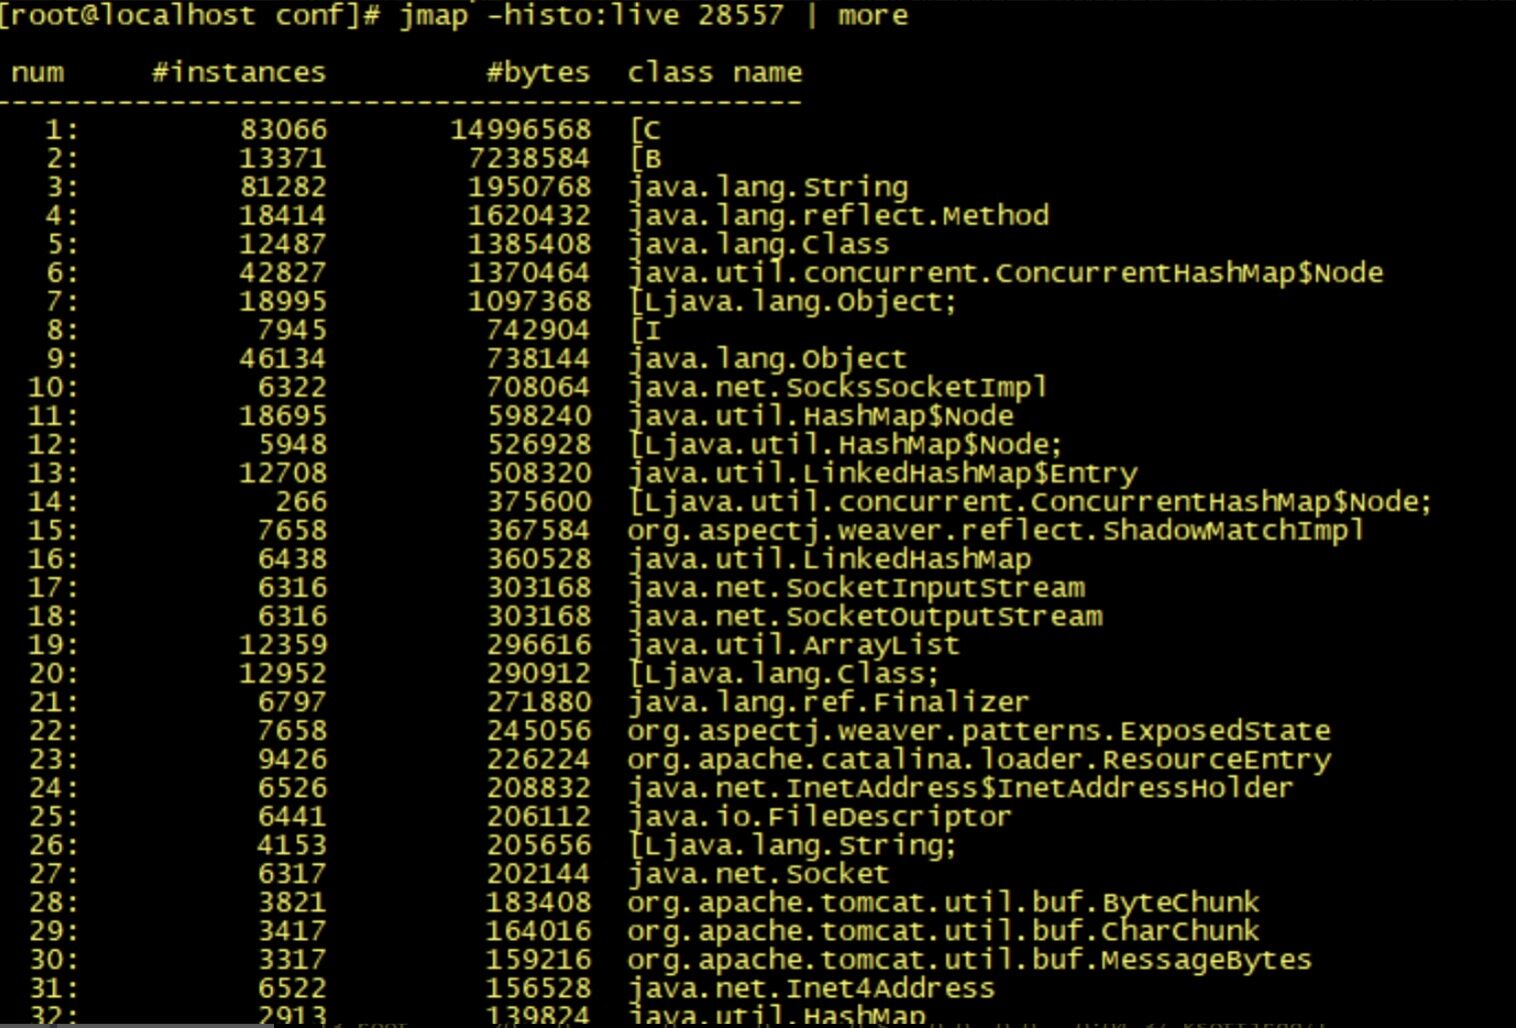 [root@localhost conf]# jmap -histo:live 28557 | more
num #instances #bytes class name
----------------------------------------------
1: 83066 14996568 [C
2: 13371 7238584 [B
3: 81282 1950768 java.lang.String
4: 18414 1620432 java.lang.reflect.Method
5: 12487 1385408 java.lang.Class
6: 42827 1370464 java.util.concurrent.ConcurrentHashMap$Node
7: 18995 1097368 [Ljava.lang.Object;
8: 7945 742904 [I
9: 46134 738144 java.lang.Object
10: 6322 708064 java.net.SocksSocketImpl
11: 18695 598240 java.util.HashMap$Node
12: 5948 526928 [Ljava.util.HashMap$Node;
13: 12708 508320 java.util.LinkedHashMap$Entry
14: 266 375600 [Ljava.util.concurrent.ConcurrentHashMap$Node;
15: 7658 367584 org.aspectj.weaver.reflect.ShadowMatchImpl
16: 6438 360528 java.util.LinkedHashMap
17: 6316 303168 java.net.SocketInputStream
18: 6316 303168 java.net.SocketOutputStream
19: 12359 296616 java.util.ArrayList
20: 12952 290912 [Ljava.lang.Class;
21: 6797 271880 java.lang.ref.Finalizer
22: 7658 245056 org.aspectj.weaver.patterns.ExposedState
23: 9426 226224 org.apache.catalina.loader.ResourceEntry
24: 6526 208832 java.net.InetAddress$InetAddressHolder
25: 6441 206112 java.io.FileDescriptor
26: 4153 205656 [Ljava.lang.String;
27: 6317 202144 java.net.Socket
28: 3821 183408 org.apache.tomcat.util.buf.ByteChunk
29: 3417 164016 org.apache.tomcat.util.buf.CharChunk
30: 3317 159216 org.apache.tomcat.util.buf.MessageBytes
31: 6522 156528 java.net.Inet4Address
32: 2913 139824 java.util.HashMap